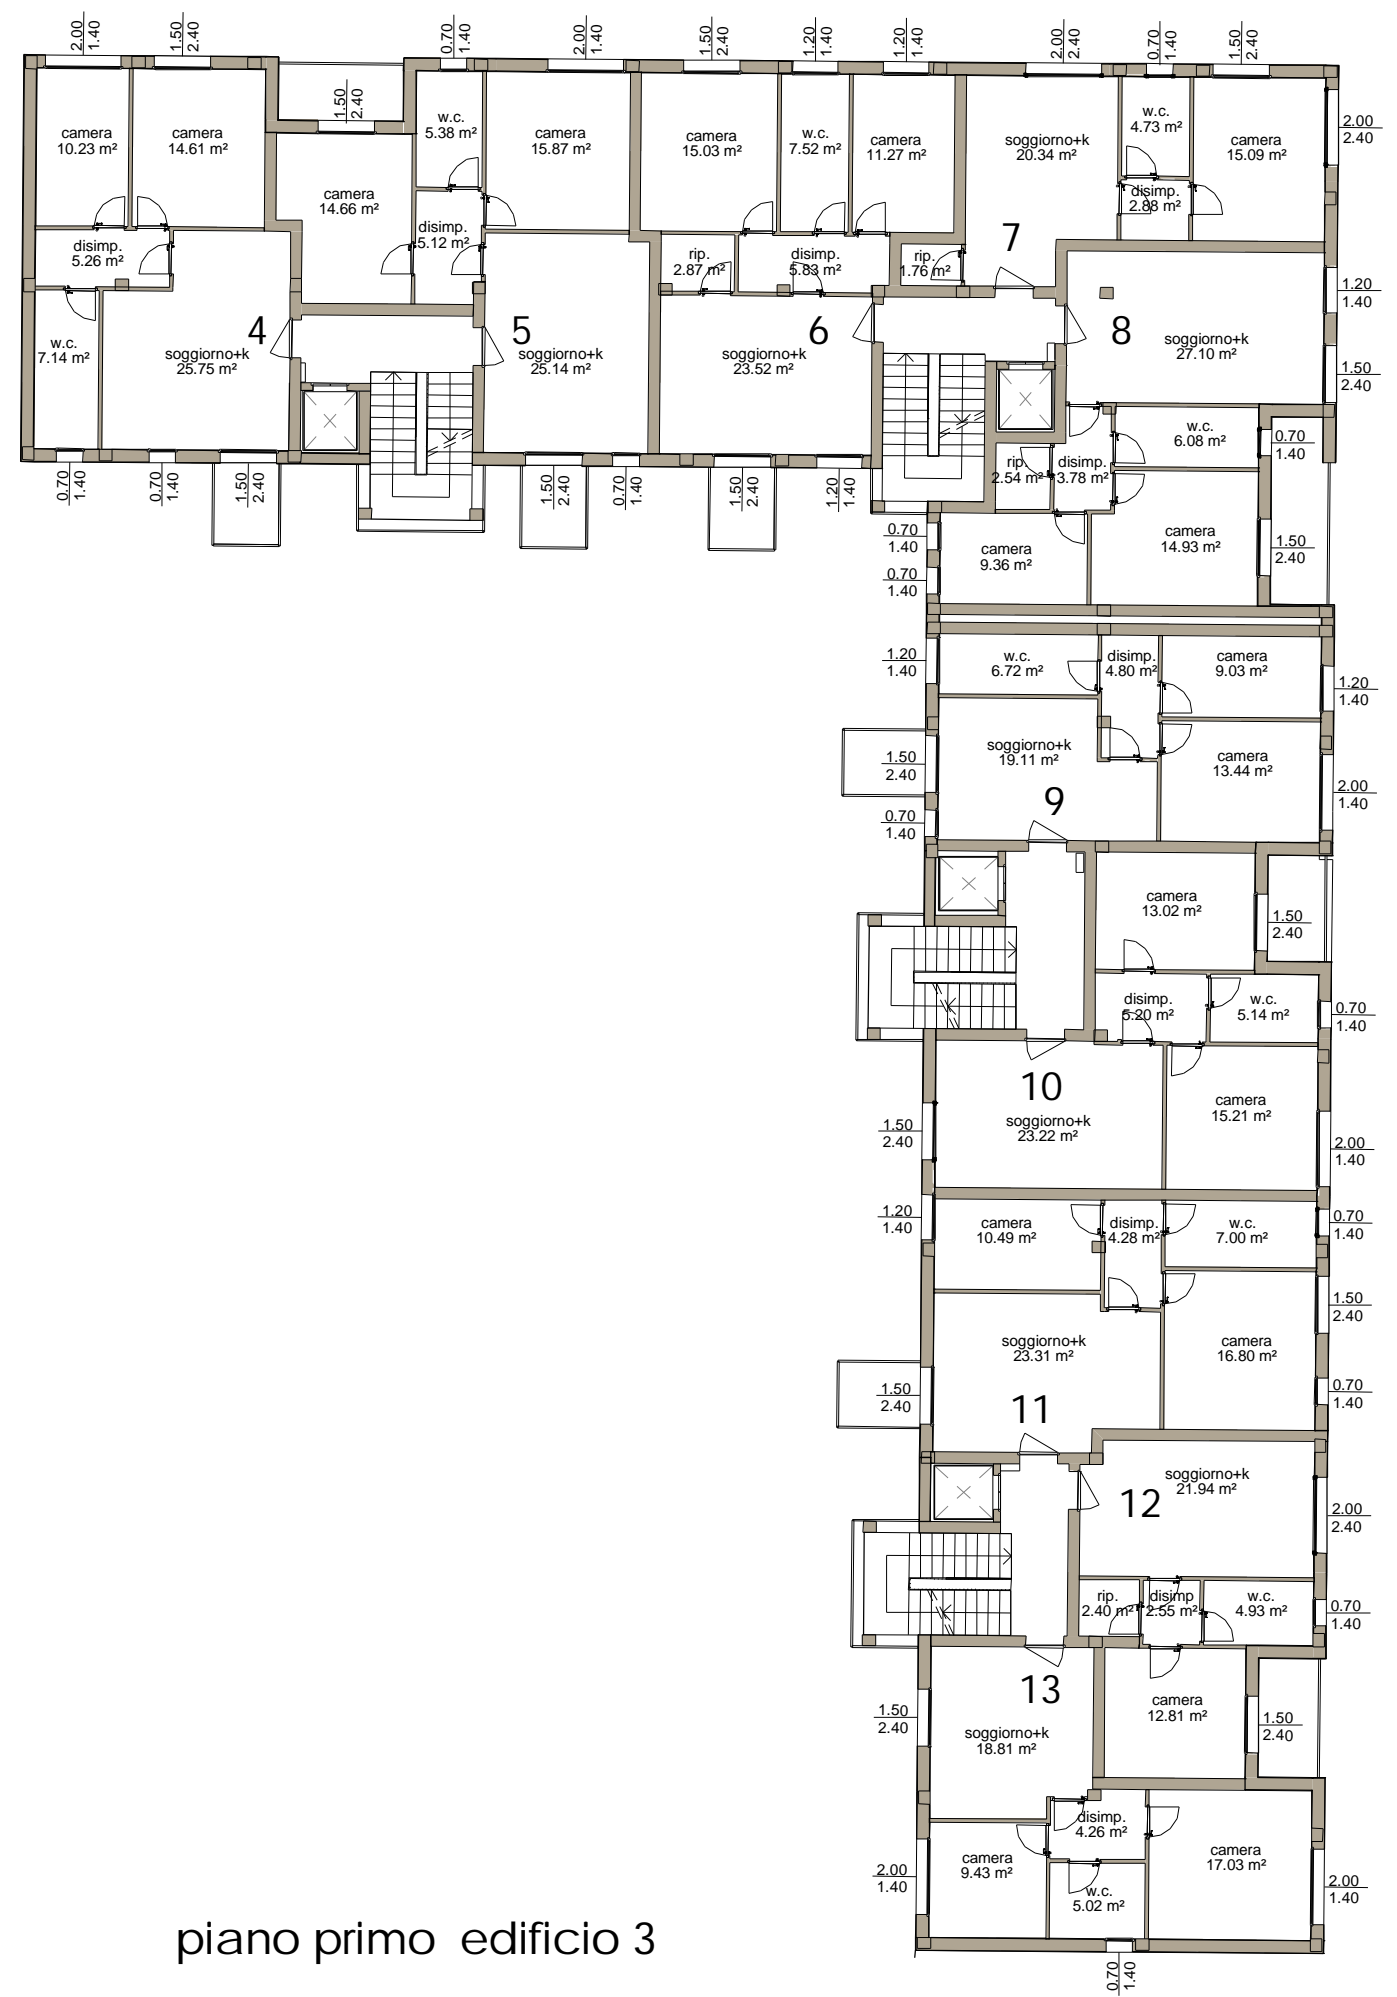 2.00
1.40
1.50
2.40
0.70
1.40
2.00
1.40
1.50
2.40
1.20
1.40
1.20
1.40
2.00
2.40
0.70
1.40
1.50
2.40
1.50
2.40
camera
10.23 m²
camera
14.61 m²
camera
14.66 m²
w.c.
5.38 m²
camera
15.87 m²
camera
15.03 m²
w.c.
7.52 m²
camera
11.27 m²
soggiorno+k
20.34 m²
w.c.
4.73 m²
camera
15.09 m²
2.00
2.40
disimp.
2.88 m²
disimp.
5.26 m²
disimp.
5.12 m²
rip.
2.87 m²
disimp.
5.83 m²
rip.
1.76 m²
7
1.20
1.40
w.c.
7.14 m²
4
soggiorno+k
25.75 m²
5
soggiorno+k
25.14 m²
6
soggiorno+k
23.52 m²
8
soggiorno+k
27.10 m²
1.50
2.40
w.c.
6.08 m²
0.70
1.40
rip.
2.54 m²
disimp.
3.78 m²
0.70
1.40
0.70
1.40
1.50
2.40
1.50
2.40
0.70
1.40
1.50
2.40
1.20
1.40
0.70
1.40
camera
9.36 m²
camera
14.93 m²
1.50
2.40
0.70
1.40
1.20
1.40
w.c.
6.72 m²
disimp.
4.80 m²
camera
9.03 m²
1.20
1.40
soggiorno+k
19.11 m²
camera
13.44 m²
1.50
2.40
2.00
1.40
9
0.70
1.40
camera
13.02 m²
1.50
2.40
disimp.
5.20 m²
w.c.
5.14 m²
0.70
1.40
10
soggiorno+k
23.22 m²
camera
15.21 m²
1.50
2.40
2.00
1.40
1.20
1.40
camera
10.49 m²
disimp.
4.28 m²
w.c.
7.00 m²
0.70
1.40
1.50
2.40
soggiorno+k
23.31 m²
camera
16.80 m²
1.50
2.40
0.70
1.40
11
soggiorno+k
21.94 m²
12
2.00
2.40
rip.
2.40 m²
disimp
2.55 m²
w.c.
4.93 m²
0.70
1.40
13
camera
12.81 m²
1.50
2.40
soggiorno+k
18.81 m²
1.50
2.40
disimp.
4.26 m²
camera
9.43 m²
camera
17.03 m²
2.00
1.40
w.c.
5.02 m²
2.00
1.40
piano primo edificio 3
0.70
1.40